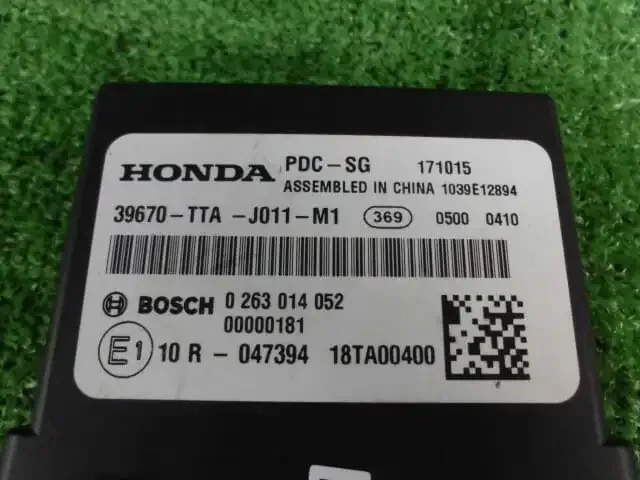 HONDA PDC-SG 171015
ASSEMBLED IN CHINA 1039E12894
39670-TTA -J011-M1 369 0500 0410
BOSCH 0 263 014 052
00000181
E1 10 R - 047394 18TA00400